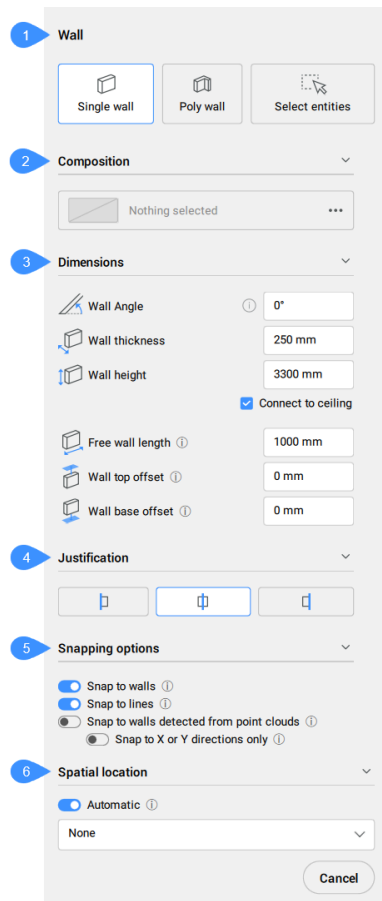 1 Wall
Single wall Poly wall Select entities
2 Composition
Nothing selected •••
3 Dimensions
Wall Angle 0°
Wall thickness 250 mm
Wall height 3300 mm
Connect to ceiling
Free wall length 1000 mm
Wall top offset 0 mm
Wall base offset 0 mm
4 Justification
5 Snapping options
Snap to walls
Snap to lines
Snap to walls detected from point clouds
Snap to X or Y directions only
6 Spatial location
Automatic
None
Cancel